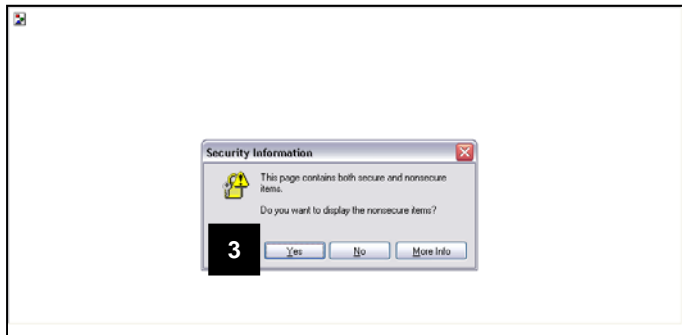 Security Information
This page contains both secure and nonsecure
items.
Do you want to display the nonsecure items?
3
Yes No More Info